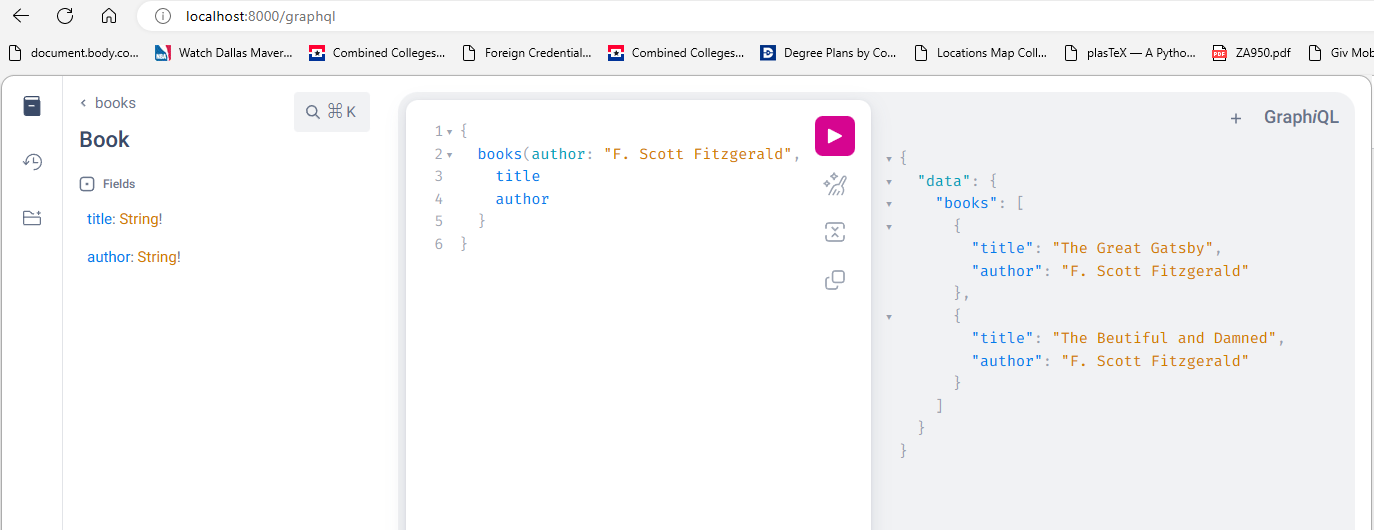 localhost:8000/graphql
document.body.co... Watch Dallas Maver... Combined Colleges... Foreign Credential... Combined Colleges... Degree Plans by Co... Locations Map Coll... plasTeX — A Pytho... ZA950.pdf Giv Mob
books
⌘ K
Book
Fields
title: String!
author: String!
1 {
2 books(author: "F. Scott Fitzgerald",
3 title
4 author
5 }
6 }
+ GraphiQL
{
"data": {
"books": [
{
"title": "The Great Gatsby",
"author": "F. Scott Fitzgerald"
},
{
"title": "The Beutiful and Damned",
"author": "F. Scott Fitzgerald"
}
]
}
}